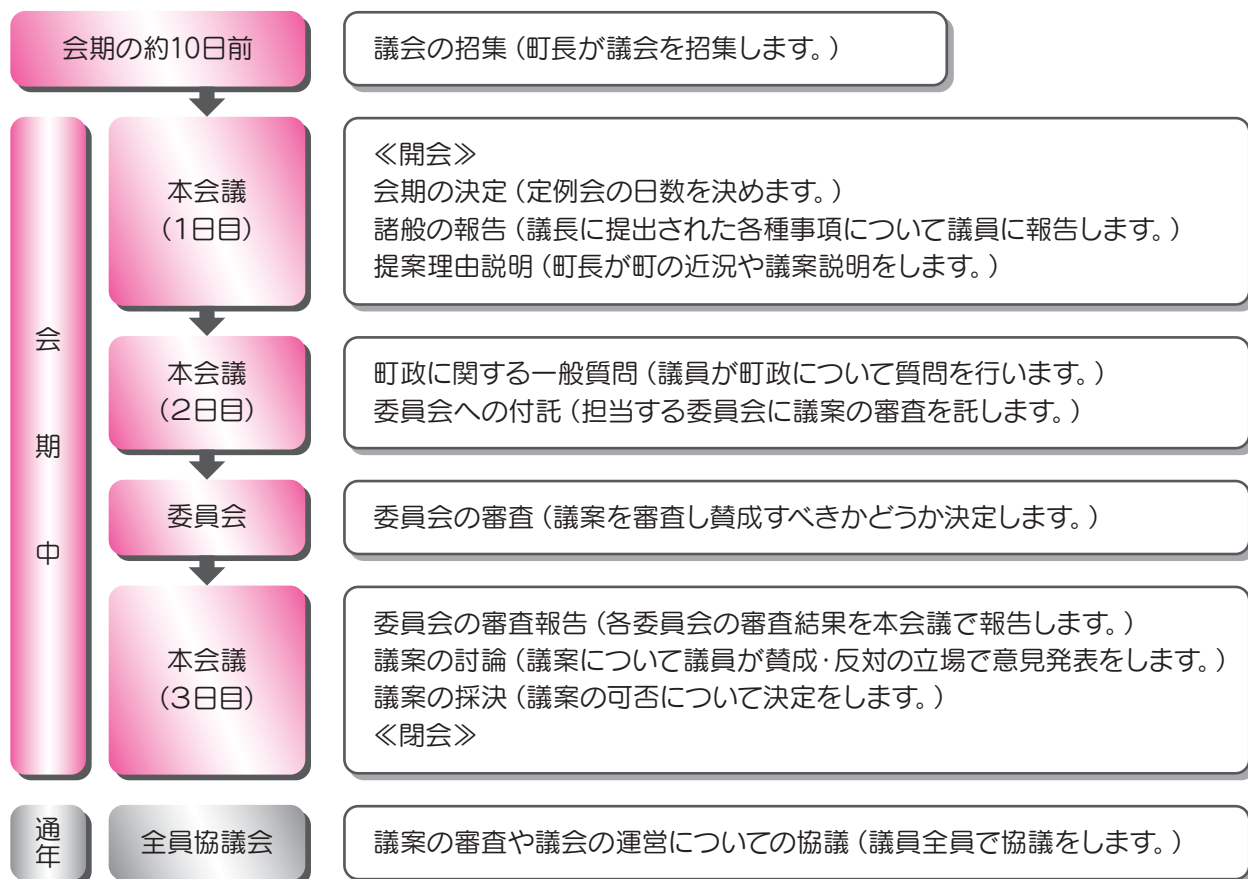 会期の約10日前
議会の招集（町長が議会を招集します。）
会期中
本会議
（1日目）
≪開会≫
会期の決定（定例会の日数を決めます。）
諸般の報告（議長に提出された各種事項について議員に報告します。）
提案理由説明（町長が町の近況や議案説明をします。）
本会議
（2日目）
町政に関する一般質問（議員が町政について質問を行います。）
委員会への付託（担当する委員会に議案の審査を託します。）
委員会
委員会の審査（議案を審査し賛成すべきかどうか決定します。）
本会議
（3日目）
委員会の審査報告（各委員会の審査結果を本会議で報告します。）
議案の討論（議案について議員が賛成・反対の立場で意見発表をします。）
議案の採決（議案の可否について決定をします。）
≪閉会≫
通年
全員協議会
議案の審査や議会の運営についての協議（議員全員で協議をします。）